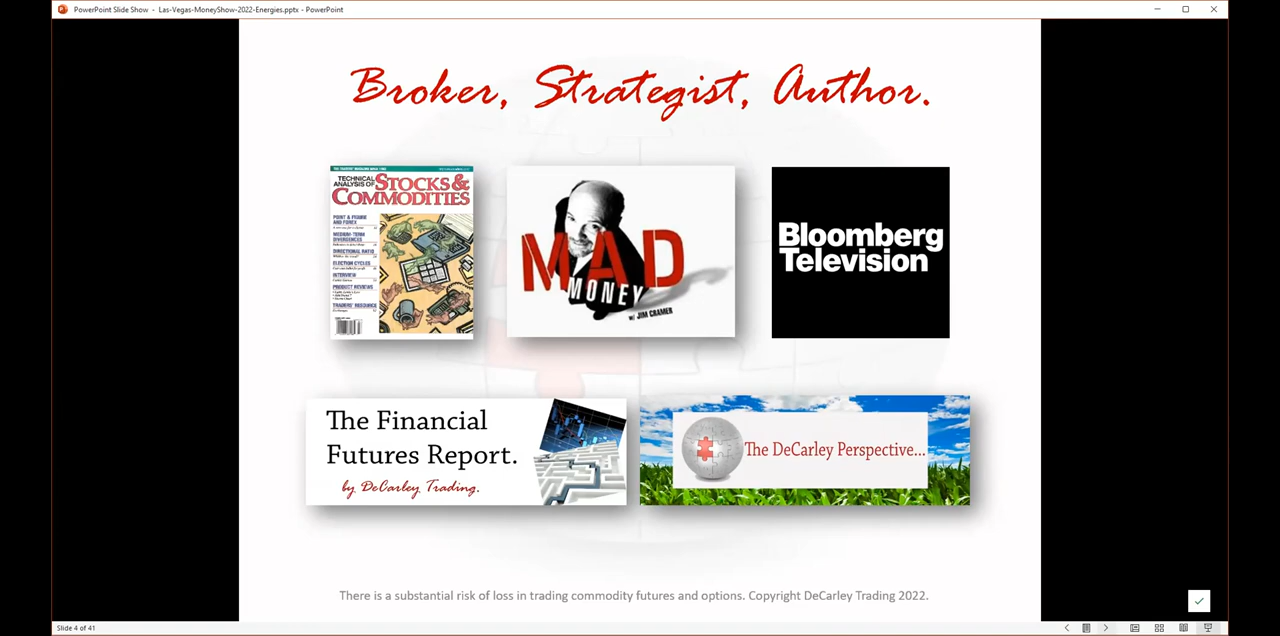 PowerPoint Slide Show - Las-Vegas-MoneyShow-2022-Energies.pptx - PowerPoint
Broker, Strategist, Author.
TECHNICAL
ANALYSIS OF
STOCKS &
COMMODITIES
POINT & FIGURE
AND FOREX
MEDIUM-TERM
DIVERGENCES
DIRECTIONAL RATIO
ELECTION CYCLES
INTERVIEW
PRODUCT REVIEWS
TRADERS' RESOURCE
MAD
MONEY
W/ JIM CRAMER
Bloomberg
Television
The Financial
Futures Report.
by DeCarley Trading.
The DeCarley Perspective...
There is a substantial risk of loss in trading commodity futures and options. Copyright DeCarley Trading 2022.
Slide 4 of 41